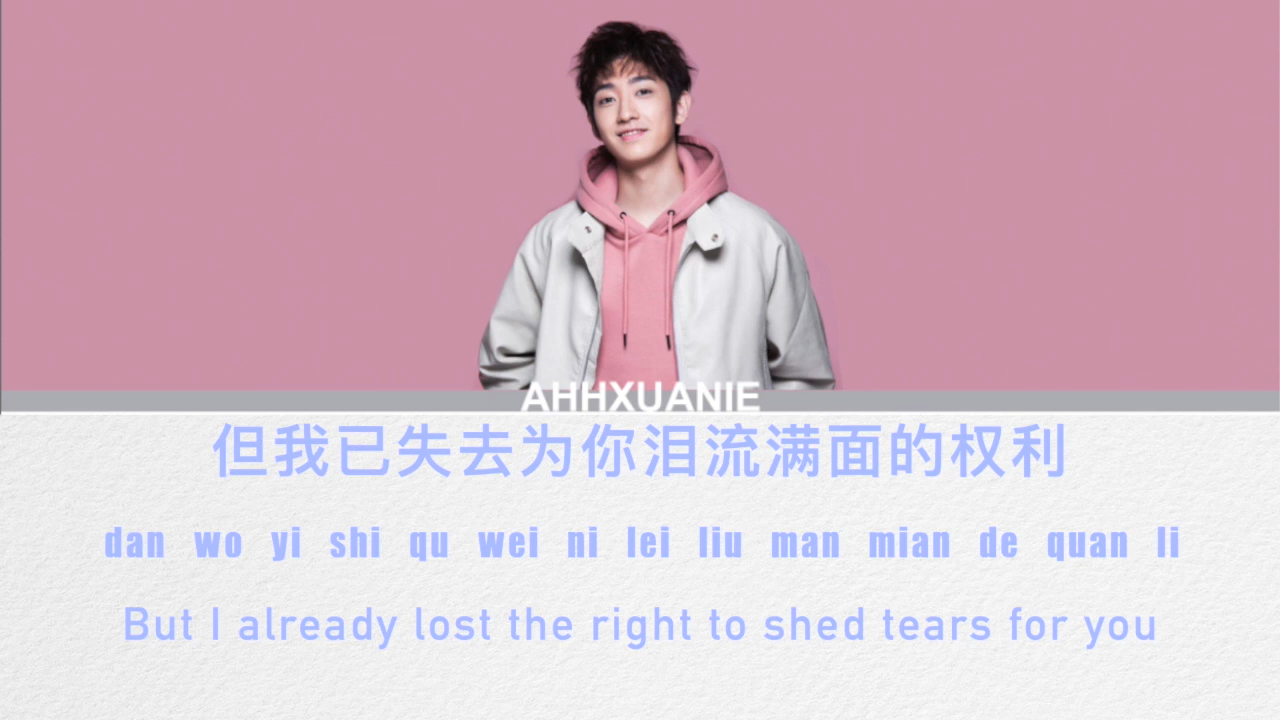 AHHXUANIE
但我已失去为你泪流满面的权利
dan wo yi shi qu wei ni lei liu man mian de quan li
But I already lost the right to shed tears for you